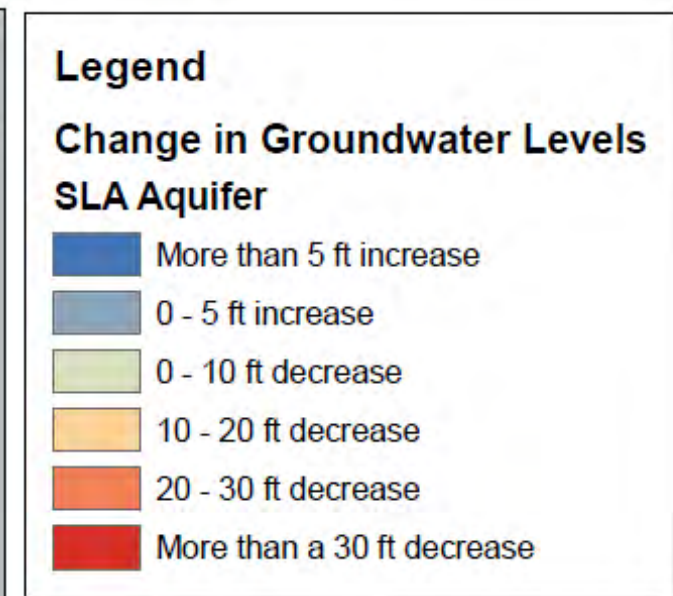 Legend
Change in Groundwater Levels
SLA Aquifer
More than 5 ft increase
0 - 5 ft increase
0 - 10 ft decrease
10 - 20 ft decrease
20 - 30 ft decrease
More than a 30 ft decrease